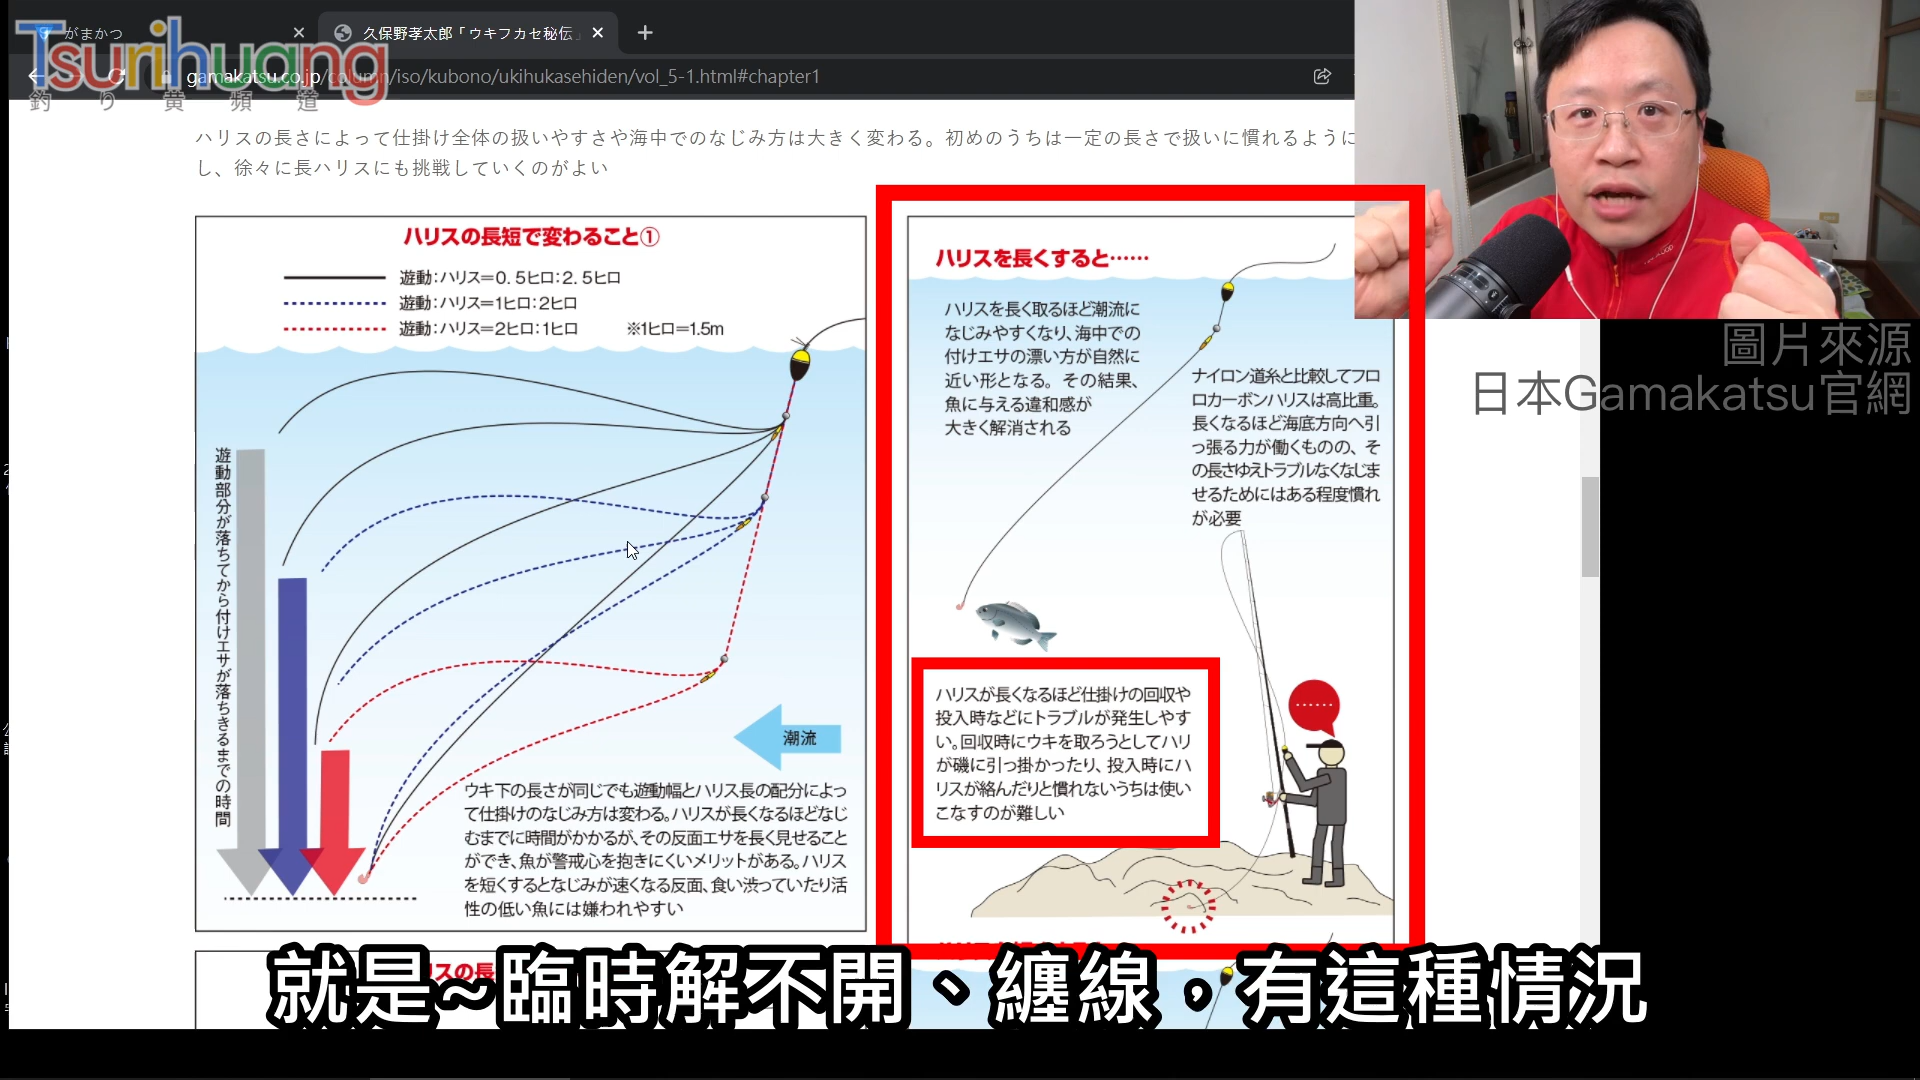 がまかつ
久保野孝太郎「ウキフカセ秘伝」
Tsurihuang
釣り黄頻道
gamakatsu.co.jp/column/iso/kubono/ukihukasehiden/vol_5-1.html#chapter1
ハリスの長さによって仕掛け全体の扱いやすさや海中でのなじみ方は大きく変わる。初めのうちは一定の長さで扱いに慣れるように
し、徐々に長ハリスにも挑戦していくのがよい
ハリスの長短で変わること①
遊動:ハリス=0.5ヒロ:2.5ヒロ
遊動:ハリス=1ヒロ:2ヒロ
遊動:ハリス=2ヒロ:1ヒロ ※1ヒロ=1.5m
遊動部分が落ちてから付けエサが落ちきるまでの時間
潮流
ウキ下の長さが同じでも遊動幅とハリス長の配分によっ
て仕掛けのなじみ方は変わる。ハリスが長くなるほどなじ
むまでに時間がかかるが、その反面エサを長く見せること
ができ、魚が警戒心を抱きにくいメリットがある。ハリス
を短くするとなじみが速くなる反面、食い渋っていたり活
性の低い魚には嫌われやすい
ハリスを長くすると……
ハリスを長く取るほど潮流に
なじみやすくなり、海中での
付けエサの漂い方が自然に
近い形となる。その結果、
魚に与える違和感が
大きく解消される
ナイロン道糸と比較してフロ
ロカーボンハリスは高比重。
長くなるほど海底方向へ引
っ張る力が働くものの、そ
の長さゆえトラブルなくなじま
せるためにはある程度慣れ
が必要
ハリスが長くなるほど仕掛けの回収や
投入時などにトラブルが発生しやす
い。回収時にウキを取ろうとしてハリ
が磯に引っ掛かったり、投入時にハ
リスが絡んだりと慣れないうちは使い
こなすのが難しい
……
圖片來源
日本Gamakatsu官網
リスの長
就是~臨時解不開、纏線，有這種情況